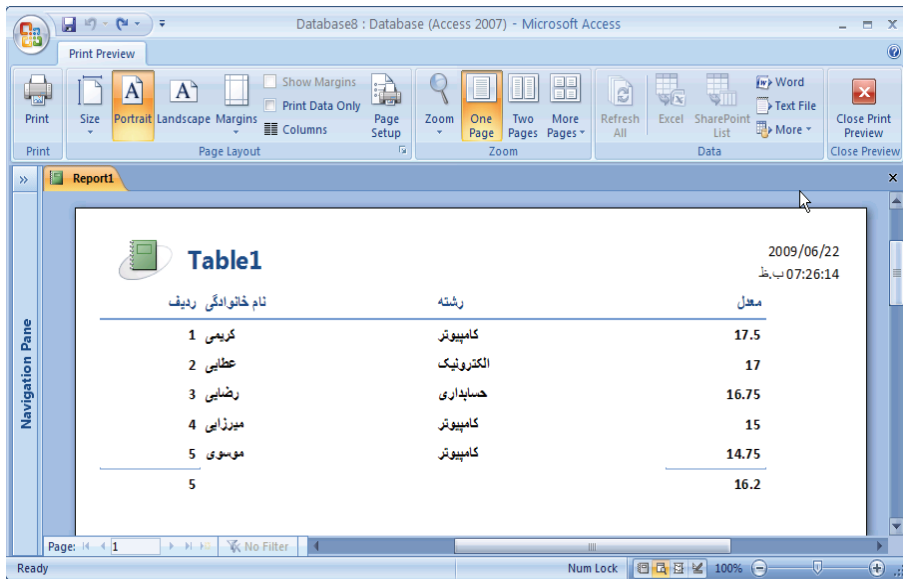 Database8 : Database (Access 2007) - Microsoft Access
Print Preview
Print
Size
Portrait
Landscape
Margins
Show Margins
Print Data Only
Columns
Page Setup
Zoom
One Page
Two Pages
More Pages
Refresh All
Excel
SharePoint List
Word
Text File
More
Close Print Preview
Print
Page Layout
Zoom
Data
Close Preview
Report1
Navigation Pane
Table1
2009/06/22
07:26:14 ب.ظ
ردیف نام خانوادگی رشته معدل
1 کریمی کامپیوتر 17.5
2 عطایی الکترونیک 17
3 رضایی حسابداری 16.75
4 میرزایی کامپیوتر 15
5 موسوی کامپیوتر 14.75
5 16.2
Page: 1 No Filter
Ready Num Lock 100%